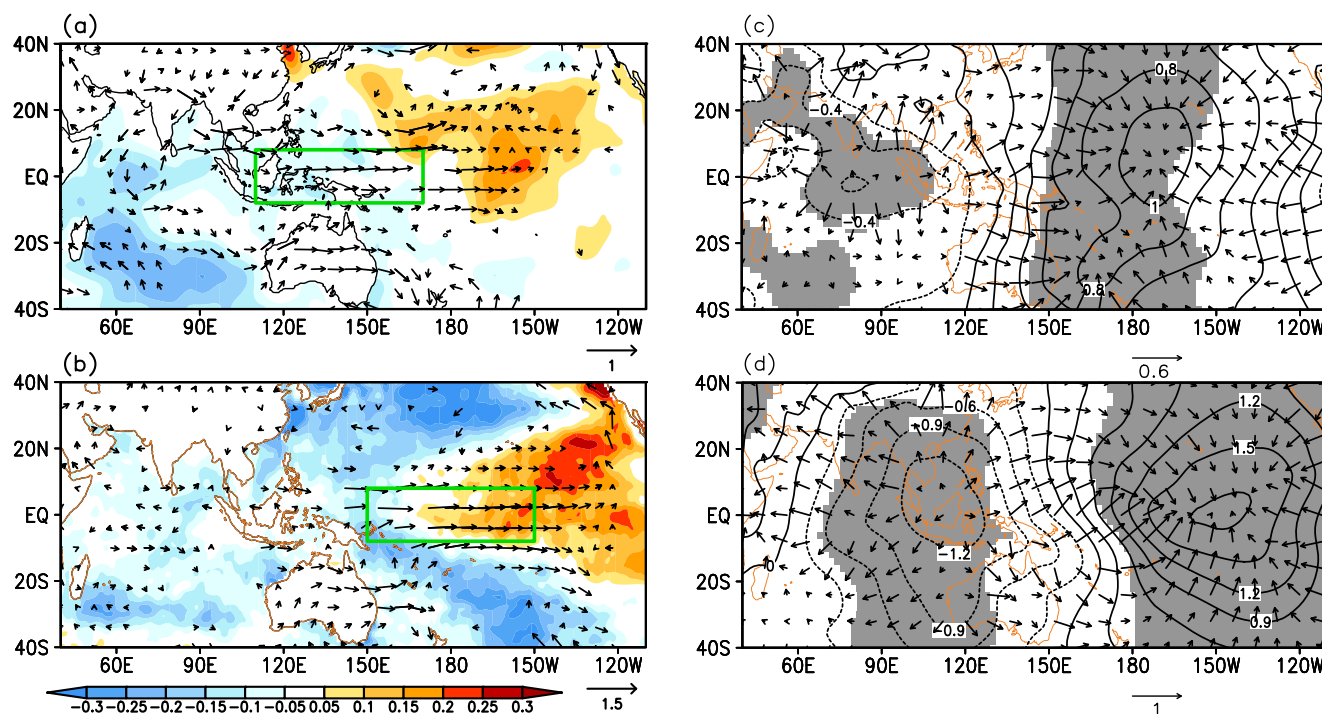 (a)
(c)
40N
20N
EQ
20S
40S
60E 90E 120E 150E 180 150W 120W
1
40N
20N
EQ
20S
40S
0.8
-0.4
-0.4
1
0.8
60E 90E 120E 150E 180 150W 120W
0.6
(b)
(d)
40N
20N
EQ
20S
40S
60E 90E 120E 150E 180 150W 120W
-0.3 -0.25 -0.2 -0.15 -0.1 -0.05 0.05 0.1 0.15 0.2 0.25 0.3
1.5
40N
20N
EQ
20S
40S
-0.6
1.2
-0.9
1.5
-1.2
0
1.2
-0.9
0.9
60E 90E 120E 150E 180 150W 120W
1